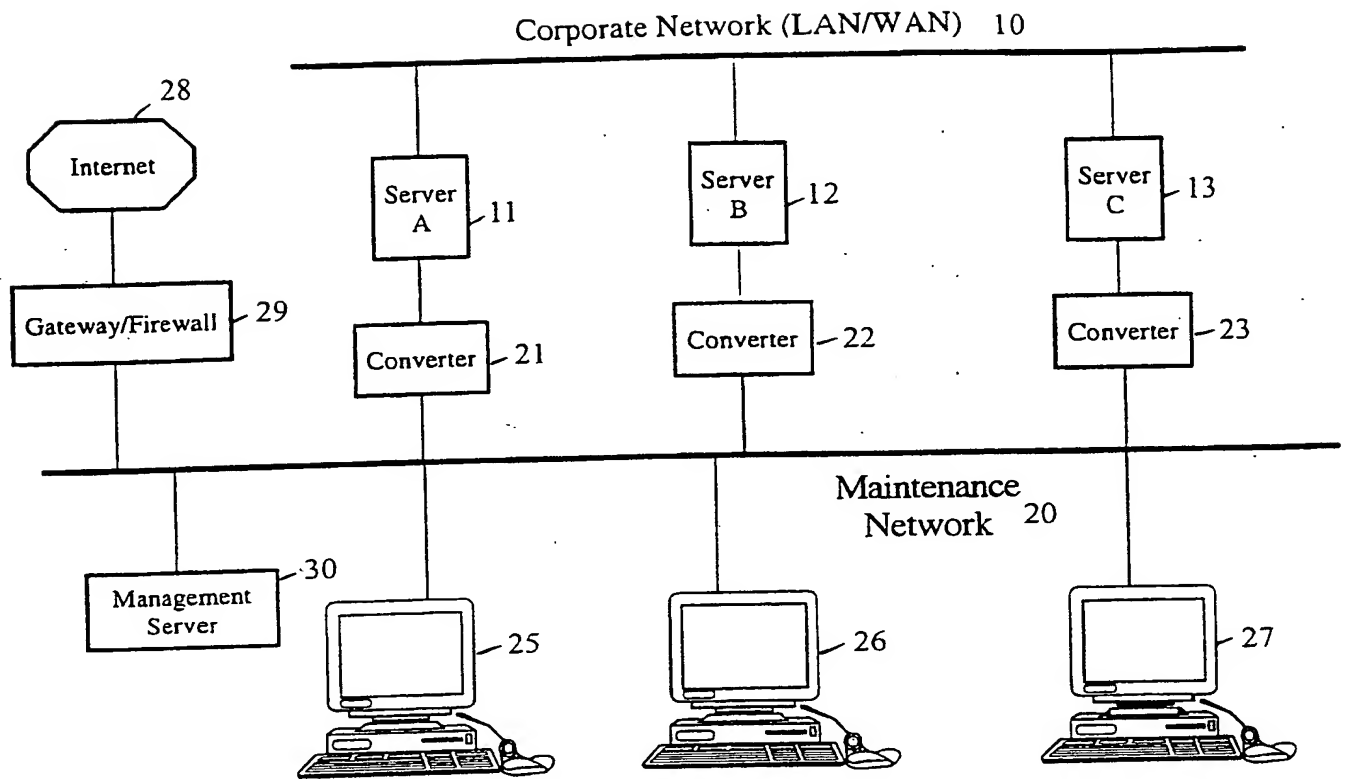 Corporate Network (LAN/WAN) 10
28
Internet
Server
A
11
Server
B
12
Server
C
13
Gateway/Firewall
29
Converter
21
Converter
22
Converter
23
Maintenance
Network 20
Management
Server
30
25
26
27